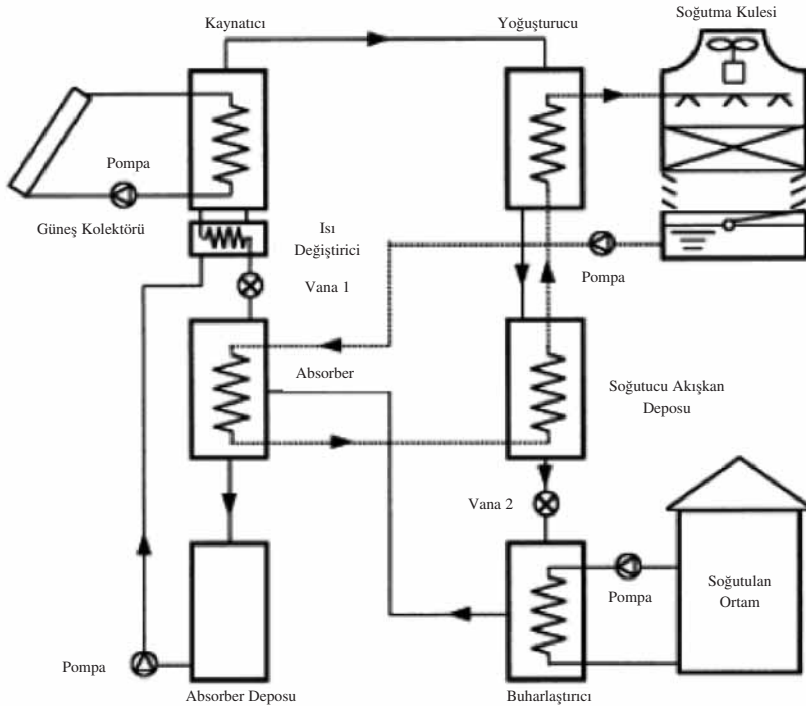 Kaynatıcı
Yoğuşturucu
Soğutma Kulesi
Pompa
Güneş Kolektörü
Isı
Değiştirici
Vana 1
Pompa
Absorber
Soğutucu Akışkan
Deposu
Vana 2
Pompa
Soğutulan
Ortam
Pompa
Absorber Deposu
Buharlaştırıcı